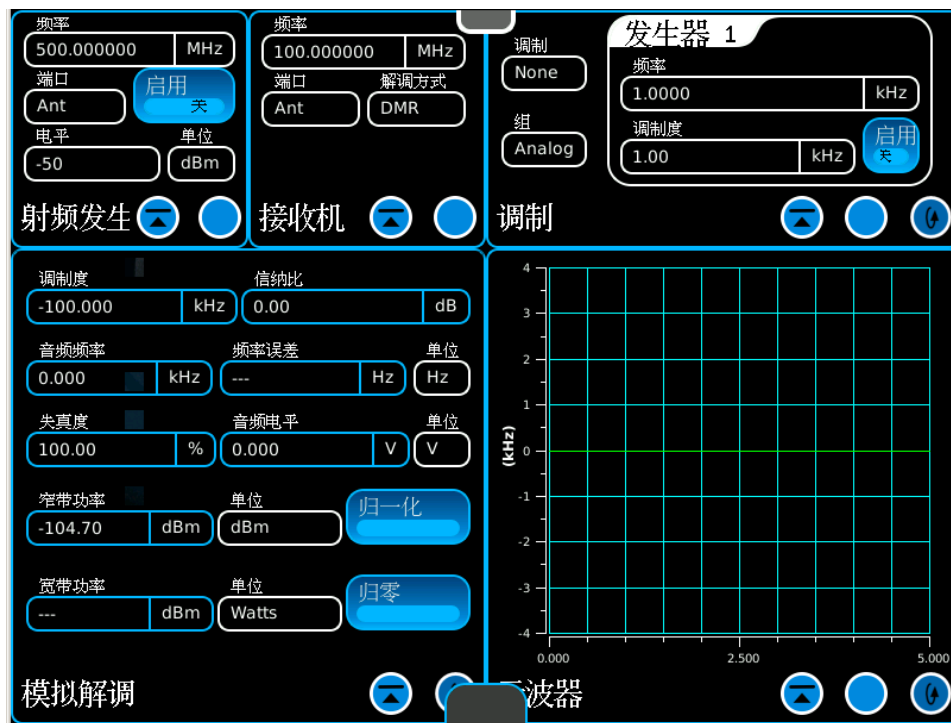 频率
500.000000 MHz
端口
Ant
启用
关
电平 单位
-50 dBm
射频发生
频率
100.000000 MHz
端口 解调方式
Ant DMR
接收机
调制
None
组
Analog
发生器 1
频率
1.0000 kHz
调制度
1.00 kHz
启用
关
调制
调制度 信纳比
-100.000 kHz 0.00 dB
音频频率 频率误差 单位
0.000 kHz --- Hz Hz
失真度 音频电平 单位
100.00 % 0.000 V V
窄带功率 单位
-104.70 dBm dBm
归一化
宽带功率 单位
--- dBm Watts
归零
模拟解调
(kHz)
4
3
2
1
0
-1
-2
-3
-4
0.000 2.500 5.000
波器